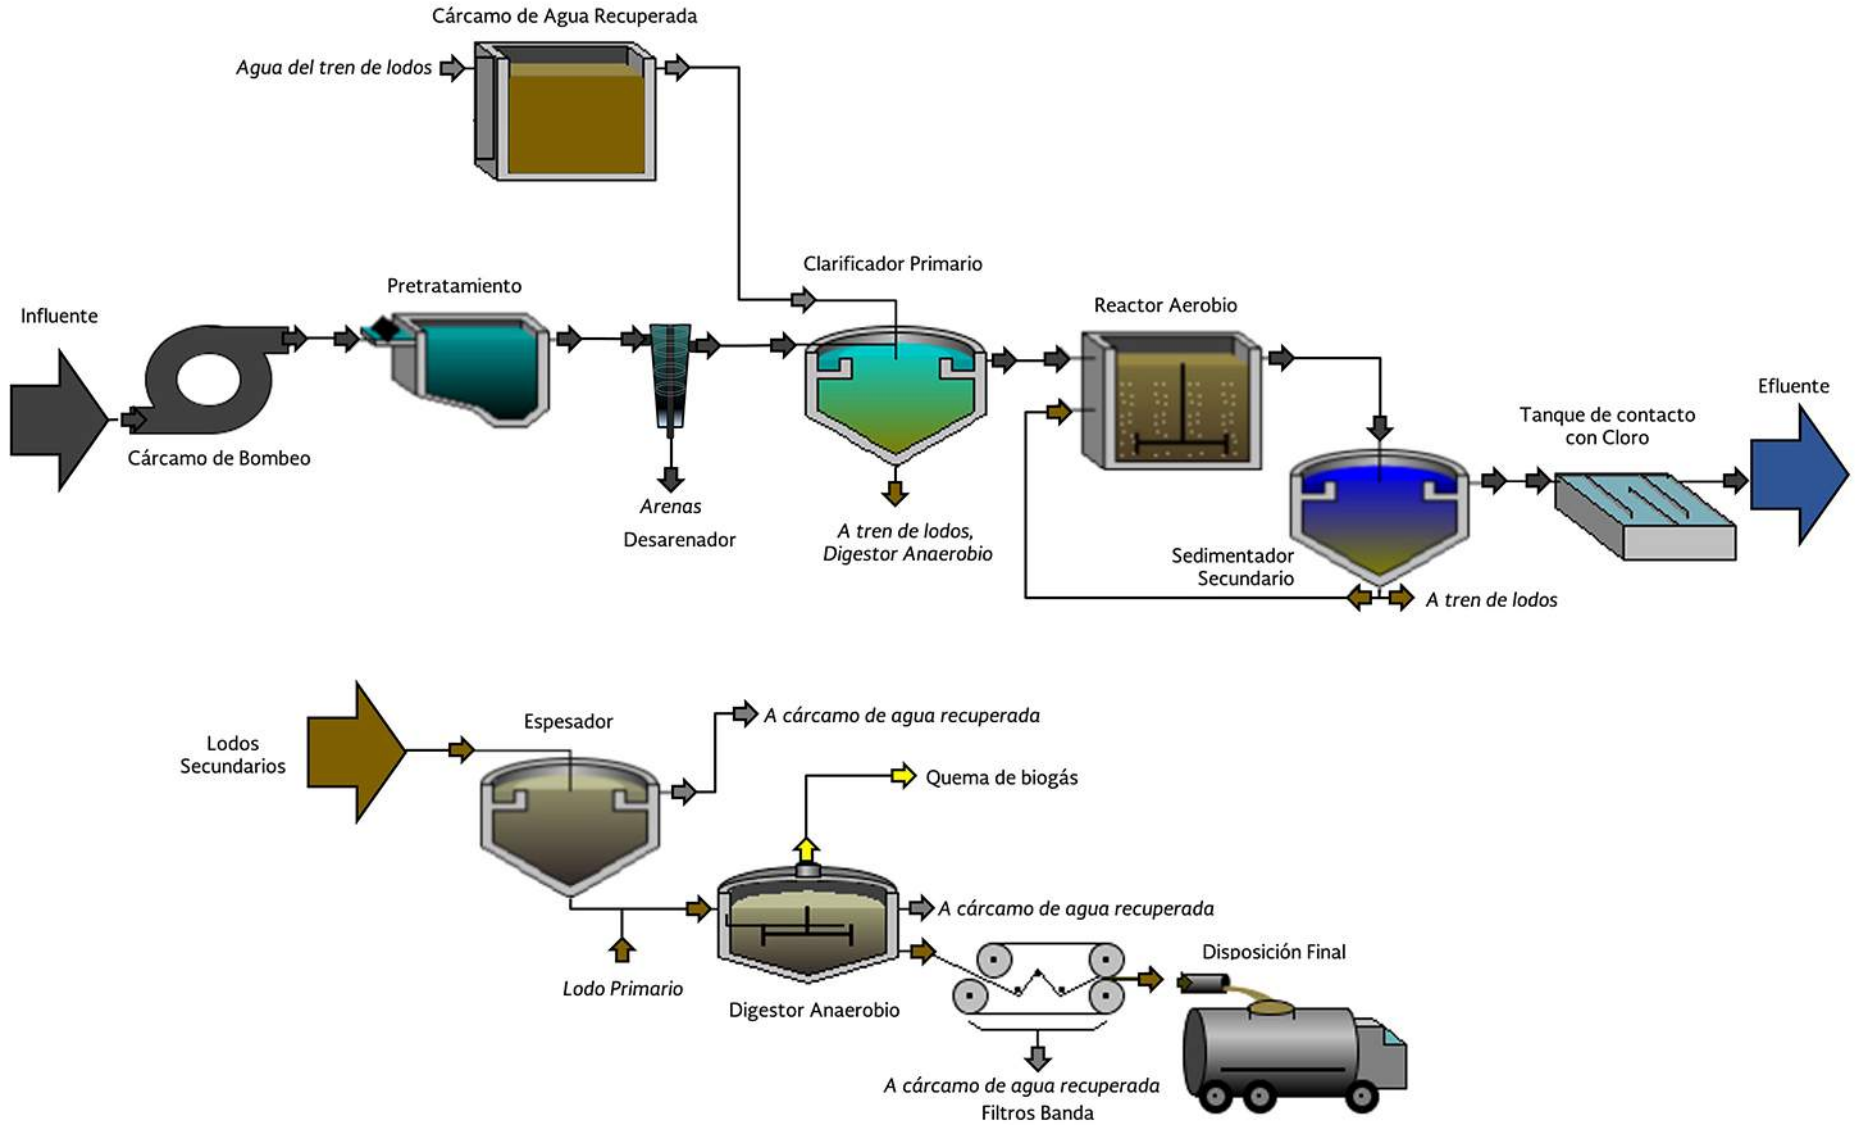 Cárcamo de Agua Recuperada
Agua del tren de lodos
Clarificador Primario
Pretratamiento
Reactor Aerobio
Influente
Efluente
Tanque de contacto
con Cloro
Cárcamo de Bombeo
Arenas
Desarenador
A tren de lodos,
Digestor Anaerobio
Sedimentador
Secundario
A tren de lodos
Lodos
Secundarios
Espesador
A cárcamo de agua recuperada
Quema de biogás
A cárcamo de agua recuperada
Lodo Primario
Digestor Anaerobio
Disposición Final
A cárcamo de agua recuperada
Filtros Banda